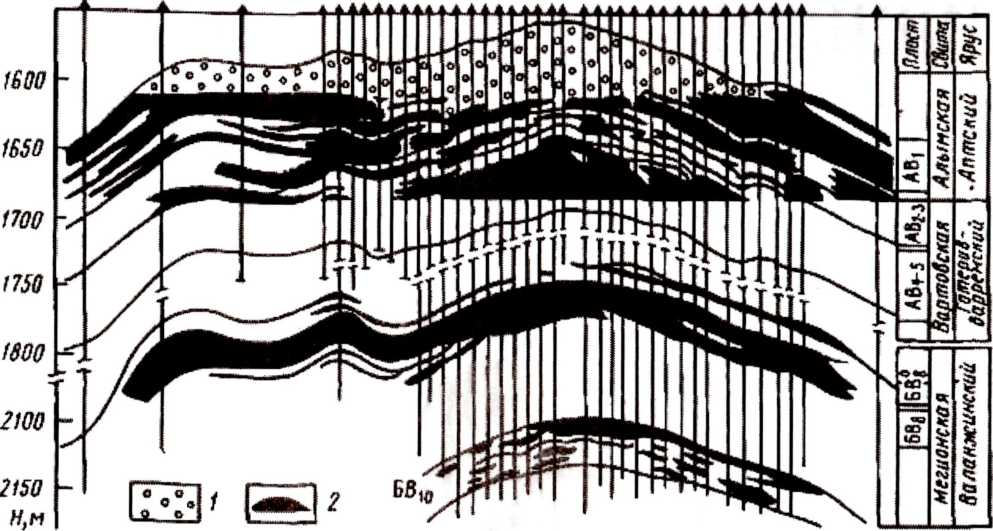 Пласт
Свита
Ярус
1600
1650
1700
1750
1800
2100
2150
Н,м
АВ₁
АВ₂₋₃
АВ₄₋₅
БВ⁰₈
БВ₈
Алымская
Вартовская
Мегионская
Аптский
Готерив-
барремский
Валанжинский
1
2
БВ₁₀